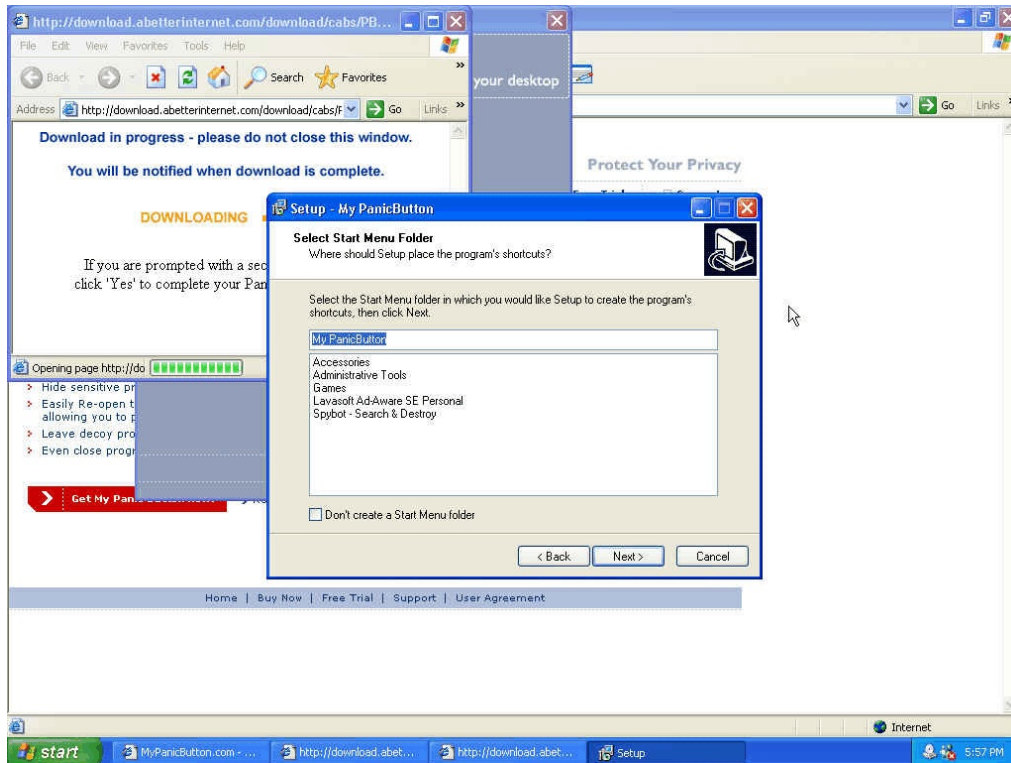 http://download.abetterinternet.com/download/cabs/PB...
File Edit View Favorites Tools Help
Back Search Favorites »
Address http://download.abetterinternet.com/download/cabs/F Go Links »
Download in progress - please do not close this window.
You will be notified when download is complete.
DOWNLOADING
If you are prompted with a sec
click 'Yes' to complete your Pan
Opening page http://do
your desktop
Go Links
Protect Your Privacy
Setup - My PanicButton
Select Start Menu Folder
Where should Setup place the program's shortcuts?
Select the Start Menu folder in which you would like Setup to create the program's
shortcuts, then click Next.
My PanicButton
Accessories
Administrative Tools
Games
Lavasoft Ad-Aware SE Personal
Spybot - Search & Destroy
Don't create a Start Menu folder
< Back Next > Cancel
Hide sensitive pr
Easily Re-open t
allowing you to p
Leave decoy pro
Even close progr
Get My Pan
Home | Buy Now | Free Trial | Support | User Agreement
Internet
start MyPanicButton.com - ... http://download.abet... http://download.abet... Setup 5:57 PM